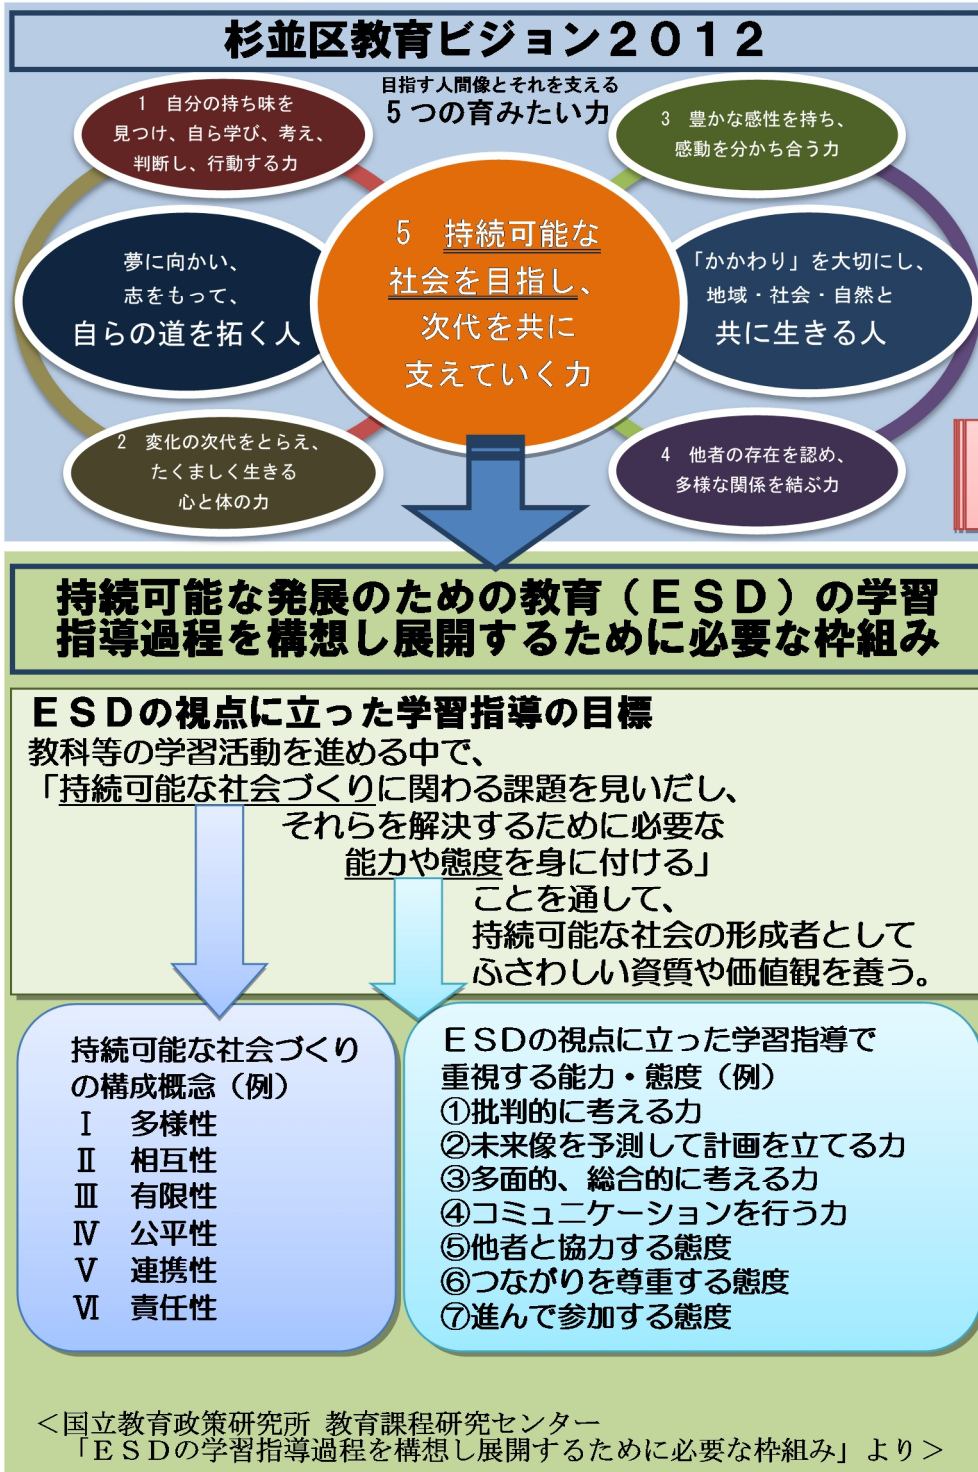 杉並区教育ビジョン２０１２
目指す人間像とそれを支える
５つの育みたい力
1　自分の持ち味を
見つけ、自ら学び、考え、
判断し、行動する力
3　豊かな感性を持ち、
感動を分かち合う力
夢に向かい、
志をもって、
自らの道を拓く人
5　持続可能な
社会を目指し、
次代を共に
支えていく力
「かかわり」を大切にし、
地域・社会・自然と
共に生きる人
2　変化の次代をとらえ、
たくましく生きる
心と体の力
4　他者の存在を認め、
多様な関係を結ぶ力
持続可能な発展のための教育（ＥＳＤ）の学習
指導過程を構想し展開するために必要な枠組み
ＥＳＤの視点に立った学習指導の目標
教科等の学習活動を進める中で、
「持続可能な社会づくりに関わる課題を見いだし、
それらを解決するために必要な
能力や態度を身に付ける」
ことを通して、
持続可能な社会の形成者として
ふさわしい資質や価値観を養う。
持続可能な社会づくり
の構成概念（例）
Ⅰ　多様性
Ⅱ　相互性
Ⅲ　有限性
Ⅳ　公平性
Ⅴ　連携性
Ⅵ　責任性
ＥＳＤの視点に立った学習指導で
重視する能力・態度（例）
①批判的に考える力
②未来像を予測して計画を立てる力
③多面的、総合的に考える力
④コミュニケーションを行う力
⑤他者と協力する態度
⑥つながりを尊重する態度
⑦進んで参加する態度
＜国立教育政策研究所 教育課程研究センター
「ＥＳＤの学習指導過程を構想し展開するために必要な枠組み」より＞